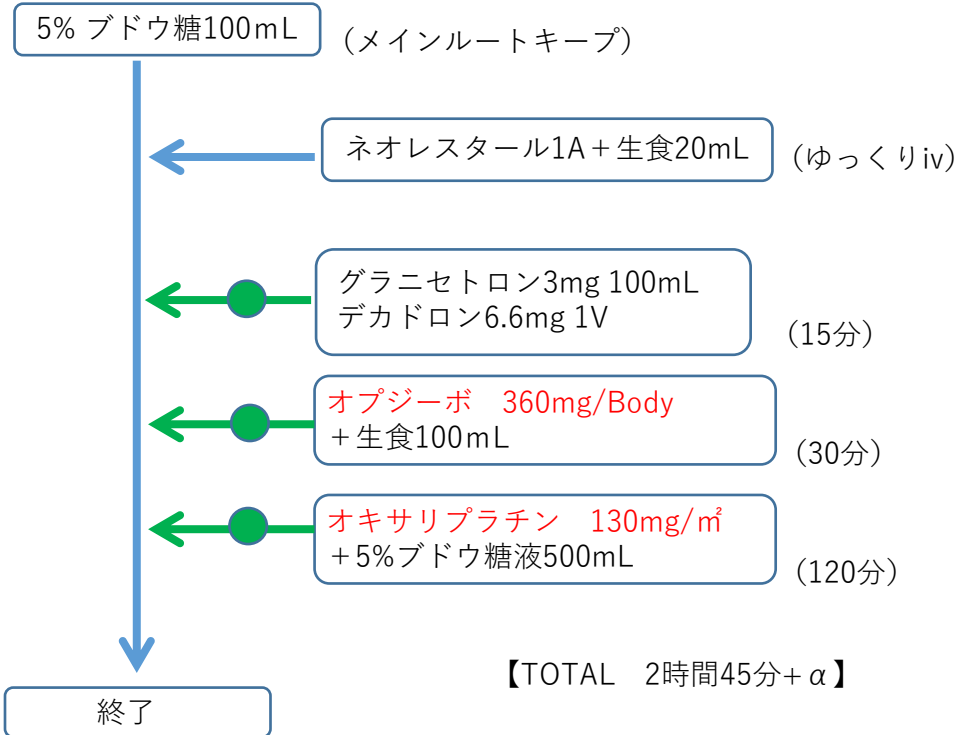 5% ブドウ糖100mL
（メインルートキープ）
ネオレスタール1A＋生食20mL
（ゆっくりiv）
グラニセトロン3mg 100mL
デカドロン6.6mg 1V
（15分）
オプジーボ　360mg/Body
＋生食100mL
（30分）
オキサリプラチン　130mg/㎡
＋5%ブドウ糖液500mL
（120分）
【TOTAL　2時間45分+α】
終了